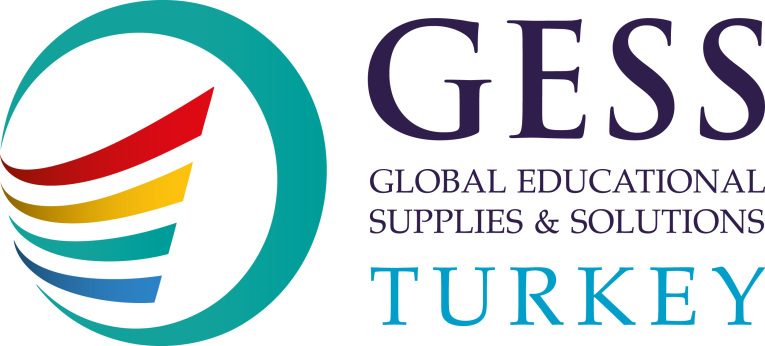 GESS
GLOBAL EDUCATIONAL
SUPPLIES & SOLUTIONS
TURKEY